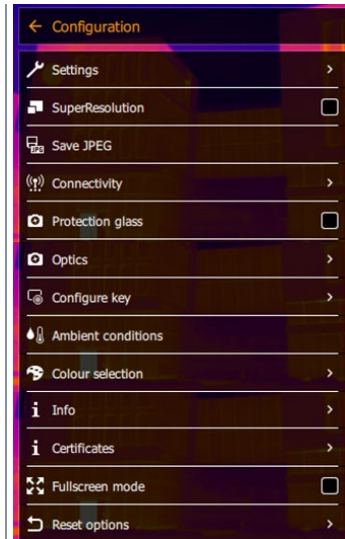 Configuration
Settings
SuperResolution
JPG
Save JPEG
Connectivity
Protection glass
Optics
Configure key
Ambient conditions
Colour selection
Info
Certificates
Fullscreen mode
Reset options